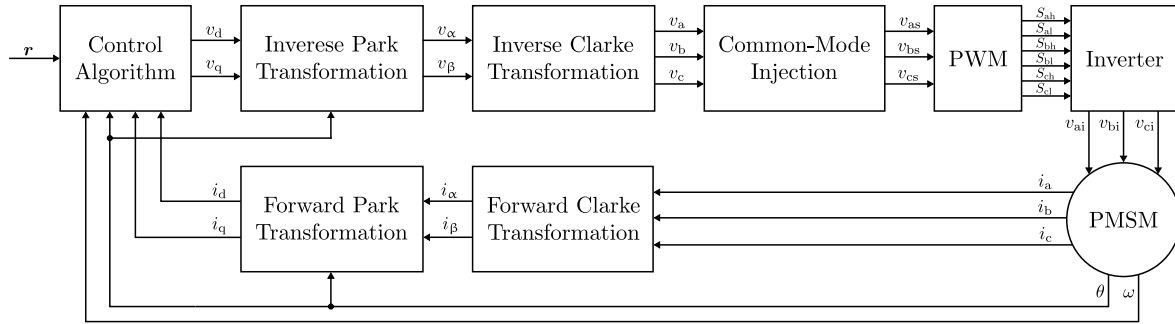 r
Control
Algorithm
v_d
v_q
Inverese Park
Transformation
v_α
v_β
Inverse Clarke
Transformation
v_a
v_b
v_c
Common-Mode
Injection
v_as
v_bs
v_cs
PWM
S_ah
S_al
S_bh
S_bl
S_ch
S_cl
Inverter
v_ai
v_bi
v_ci
i_d
i_q
Forward Park
Transformation
i_α
i_β
Forward Clarke
Transformation
i_a
i_b
i_c
PMSM
θ
ω